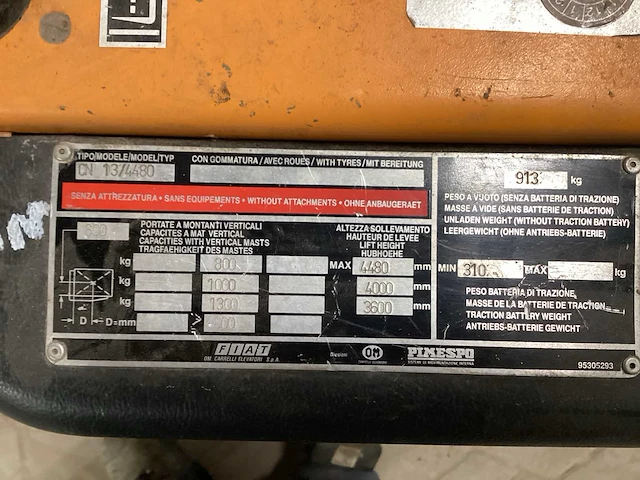 TIPO/MODELE/MODEL/TYP
CN 13/4480
CON GOMMATURA / AVEC ROUES / WITH TYRES / MIT BEREITUNG
SENZA ATTREZZATURA • SANS EQUIPEMENTS • WITHOUT ATTACHMENTS • OHNE ANBAUGERAET
PORTATE A MONTANTI VERTICALI
CAPACITES A MAT VERTICAL
CAPACITIES WITH VERTICAL MASTS
TRAGFAEHIGKEIT DES MASTES
ALTEZZA SOLLEVAMENTO
HAUTEUR DE LEVEE
LIFT HEIGHT
HUBHOEHE
kg 800 MAX 4480 mm
kg 1000 4000 mm
kg 1300 3600 mm
D D=mm
913 kg
PESO A VUOTO (SENZA BATTERIA DI TRAZIONE)
MASSE A VIDE (SANS BATTERIE DE TRACTION)
UNLADEN WEIGHT (WITHOUT TRACTION BATTERY)
LEERGEWICHT (OHNE ANTRIEBS-BATTERIE)
MIN 310 MAX kg
PESO BATTERIA DI TRAZIONE
MASSE DE LA BATTERIE DE TRACTION
TRACTION BATTERY WEIGHT
ANTRIEBS-BATTERIE GEWICHT
FIAT
OM CARRELLI ELEVATORI S.p.A.
OM
PIMESPO
95305293